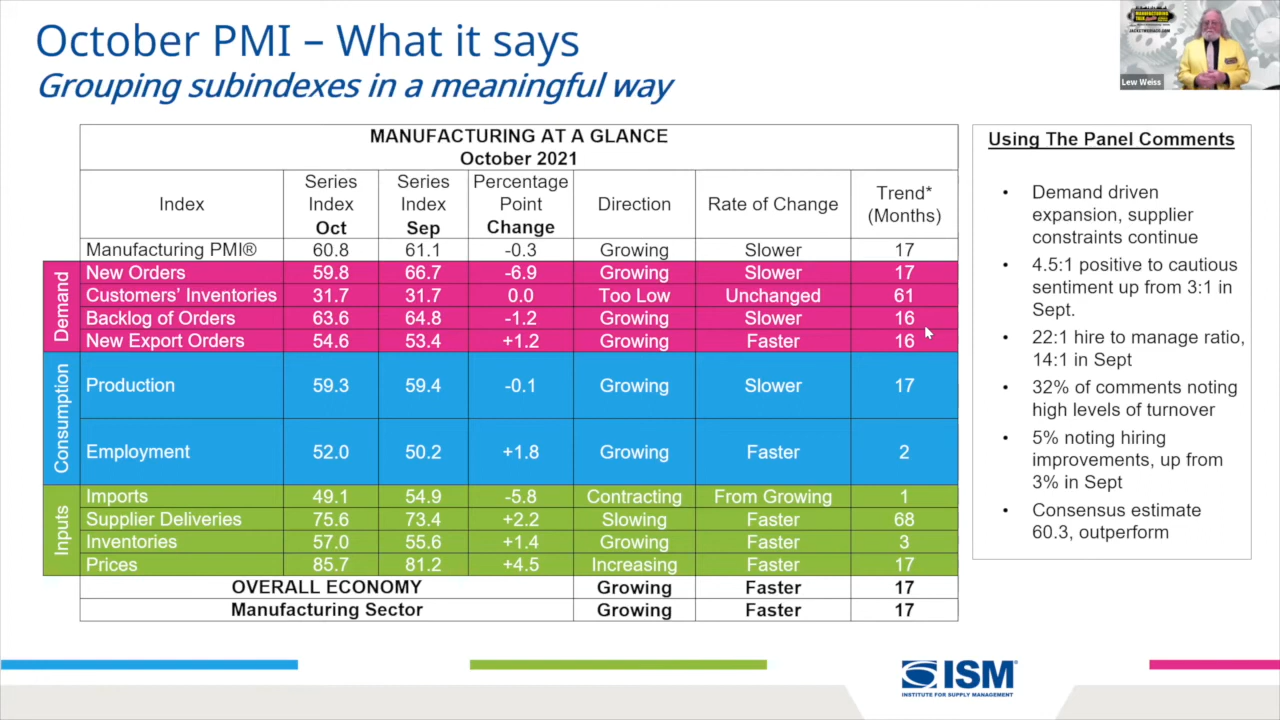 October PMI – What it says
Grouping subindexes in a meaningful way
MANUFACTURING TALK
JACKETMEDIACO.COM
Lew Weiss
MANUFACTURING AT A GLANCE
October 2021
Index
Series Index Oct
Series Index Sep
Percentage Point Change
Direction
Rate of Change
Trend* (Months)
Manufacturing PMI® 60.8 61.1 -0.3 Growing Slower 17
Demand
New Orders 59.8 66.7 -6.9 Growing Slower 17
Customers' Inventories 31.7 31.7 0.0 Too Low Unchanged 61
Backlog of Orders 63.6 64.8 -1.2 Growing Slower 16
New Export Orders 54.6 53.4 +1.2 Growing Faster 16
Consumption
Production 59.3 59.4 -0.1 Growing Slower 17
Employment 52.0 50.2 +1.8 Growing Faster 2
Inputs
Imports 49.1 54.9 -5.8 Contracting From Growing 1
Supplier Deliveries 75.6 73.4 +2.2 Slowing Faster 68
Inventories 57.0 55.6 +1.4 Growing Faster 3
Prices 85.7 81.2 +4.5 Increasing Faster 17
OVERALL ECONOMY Growing Faster 17
Manufacturing Sector Growing Faster 17
Using The Panel Comments
• Demand driven
expansion, supplier
constraints continue
• 4.5:1 positive to cautious
sentiment up from 3:1 in
Sept.
• 22:1 hire to manage ratio,
14:1 in Sept
• 32% of comments noting
high levels of turnover
• 5% noting hiring
improvements, up from
3% in Sept
• Consensus estimate
60.3, outperform
ISM®
INSTITUTE FOR SUPPLY MANAGEMENT®